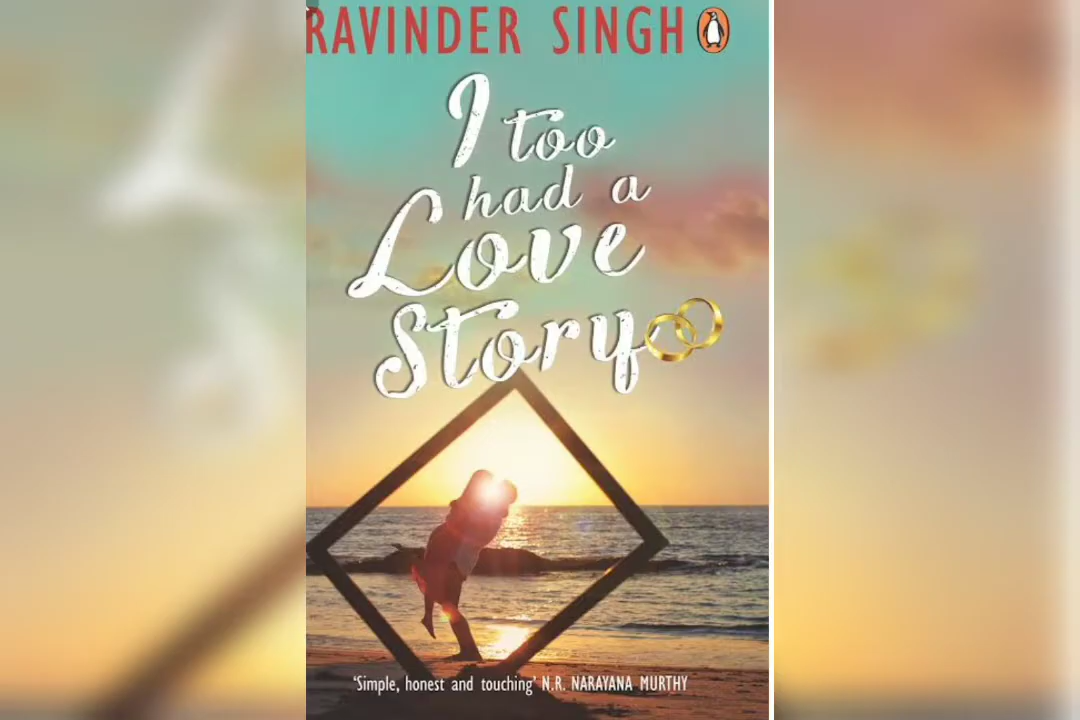 RAVINDER SINGH
I too
had a
Love
Story
'Simple, honest and touching' N.R. NARAYANA MURTHY